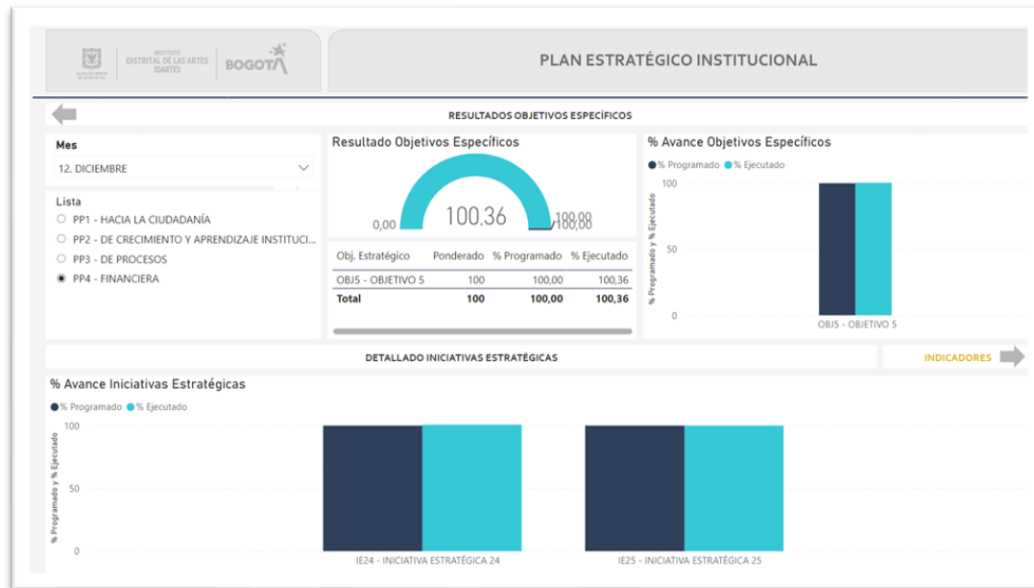 INSTITUTO
DISTRITAL DE LAS ARTES
IDARTES
BOGOTÁ
PLAN ESTRATÉGICO INSTITUCIONAL
RESULTADOS OBJETIVOS ESPECÍFICOS
Mes
12. DICIEMBRE
Lista
PP1 - HACIA LA CIUDADANÍA
PP2 - DE CRECIMIENTO Y APRENDIZAJE INSTITUCI...
PP3 - DE PROCESOS
PP4 - FINANCIERA
Resultado Objetivos Específicos
0,00
100,36
100,00
100,00
Obj. Estratégico Ponderado % Programado % Ejecutado
OBJ5 - OBJETIVO 5 100 100,00 100,36
Total 100 100,00 100,36
% Avance Objetivos Específicos
% Programado % Ejecutado
% Programado y % Ejecutado
100
50
0
OBJ5 - OBJETIVO 5
DETALLADO INICIATIVAS ESTRATÉGICAS
INDICADORES
% Avance Iniciativas Estratégicas
% Programado % Ejecutado
% Programado y % Ejecutado
100
50
0
IE24 - INICIATIVA ESTRATÉGICA 24
IE25 - INICIATIVA ESTRATÉGICA 25